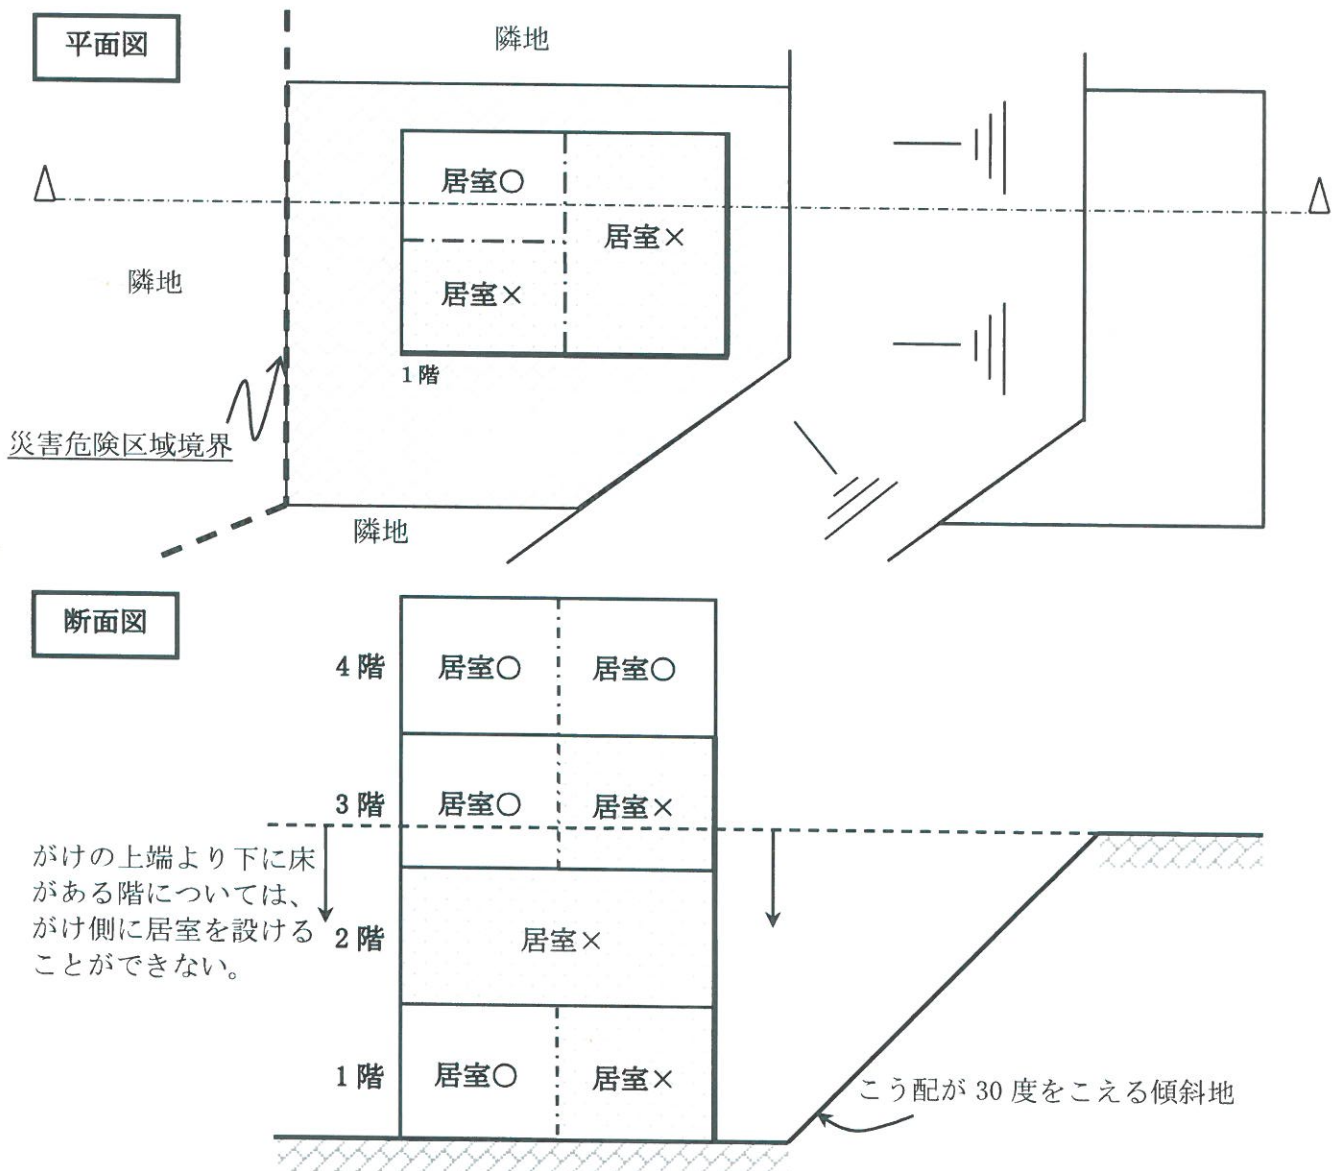 平面図
隣地
居室○
居室×
隣地
居室×
1階
災害危険区域境界
隣地
断面図
4階
居室○
居室○
3階
居室○
居室×
がけの上端より下に床
がある階については、
がけ側に居室を設ける
ことができない。
2階
居室×
1階
居室○
居室×
こう配が 30 度をこえる傾斜地